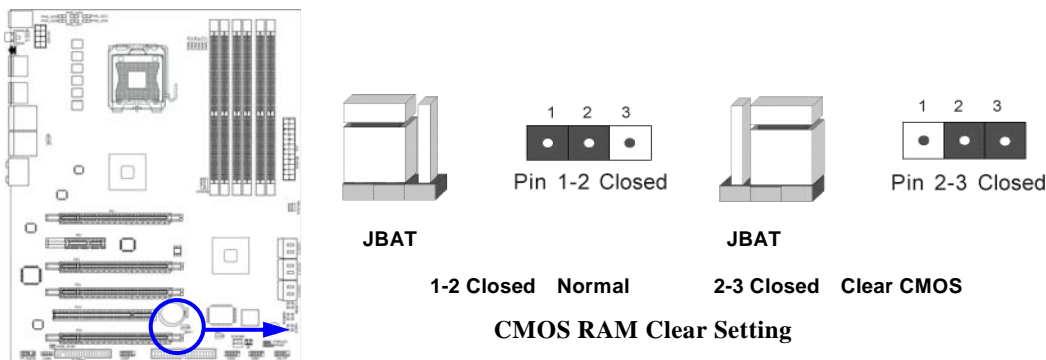 1 2 3
Pin 1-2 Closed
1 2 3
Pin 2-3 Closed
JBAT
JBAT
1-2 Closed Normal
2-3 Closed Clear CMOS
CMOS RAM Clear Setting